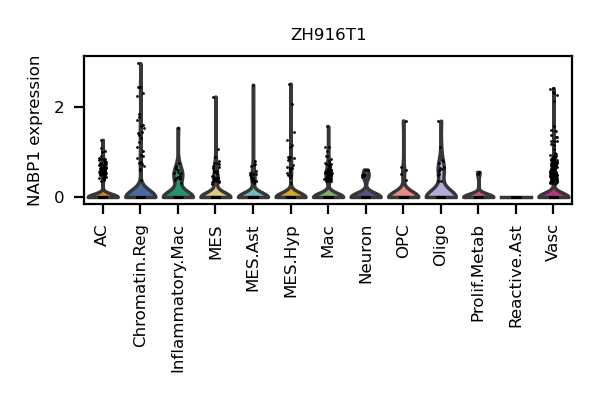 ZH916T1
NABP1 expression
2
0
AC
Chromatin.Reg
Inflammatory.Mac
MES
MES.Ast
MES.Hyp
Mac
Neuron
OPC
Oligo
Prolif.Metab
Reactive.Ast
Vasc